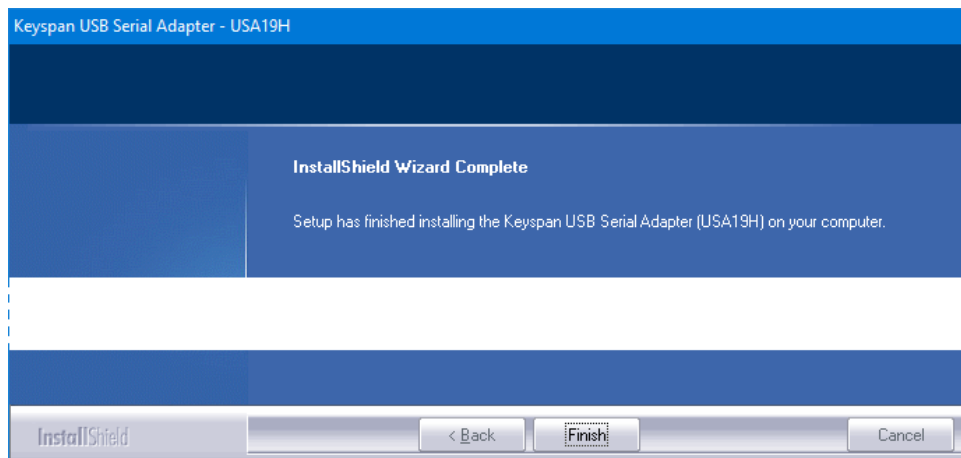 Keyspan USB Serial Adapter - USA19H
InstallShield Wizard Complete
Setup has finished installing the Keyspan USB Serial Adapter (USA19H) on your computer.
InstallShield
< Back
Finish
Cancel